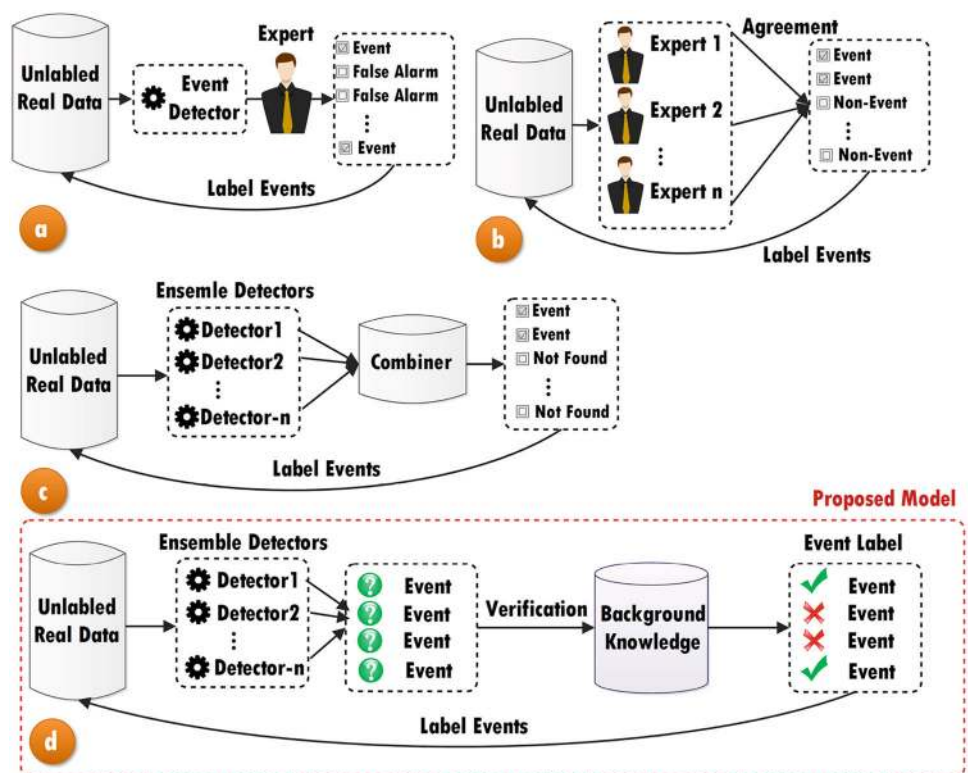 Unlabled
Real Data
Event
Detector
Expert
Event
False Alarm
False Alarm
Event
Label Events
a
Unlabled
Real Data
Expert 1
Expert 2
Expert n
Agreement
Event
Event
Non-Event
Non-Event
Label Events
b
Unlabled
Real Data
Ensemle Detectors
Detector1
Detector2
Detector-n
Combiner
Event
Event
Not Found
Not Found
Label Events
c
Proposed Model
Unlabled
Real Data
Ensemble Detectors
Detector1
Detector2
Detector-n
? Event
? Event
? Event
? Event
Verification
Background
Knowledge
Event Label
Event
Event
Event
Event
Label Events
d